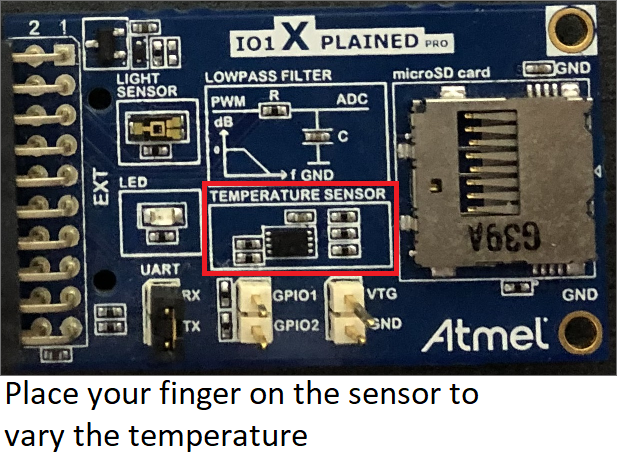 2 1
IO1 X PLAINED PRO
GND
LIGHT
SENSOR
LOWPASS FILTER
microSD card
PWM R ADC
dB
0
C
f GND
EXT
LED
TEMPERATURE SENSOR
G39A
UART
RX
TX
GPIO1
GPIO2
VTG
GND
GND
Atmel
Place your finger on the sensor to
vary the temperature